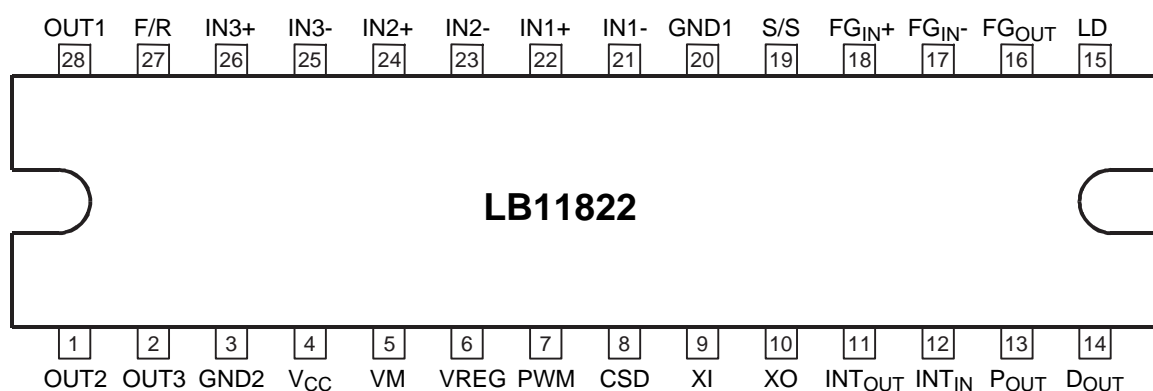 OUT1 F/R IN3+ IN3- IN2+ IN2- IN1+ IN1- GND1 S/S FGIN+ FGIN- FGOUT LD
28 27 26 25 24 23 22 21 20 19 18 17 16 15
LB11822
1 2 3 4 5 6 7 8 9 10 11 12 13 14
OUT2 OUT3 GND2 VCC VM VREG PWM CSD XI XO INTOUT INTIN POUT DOUT